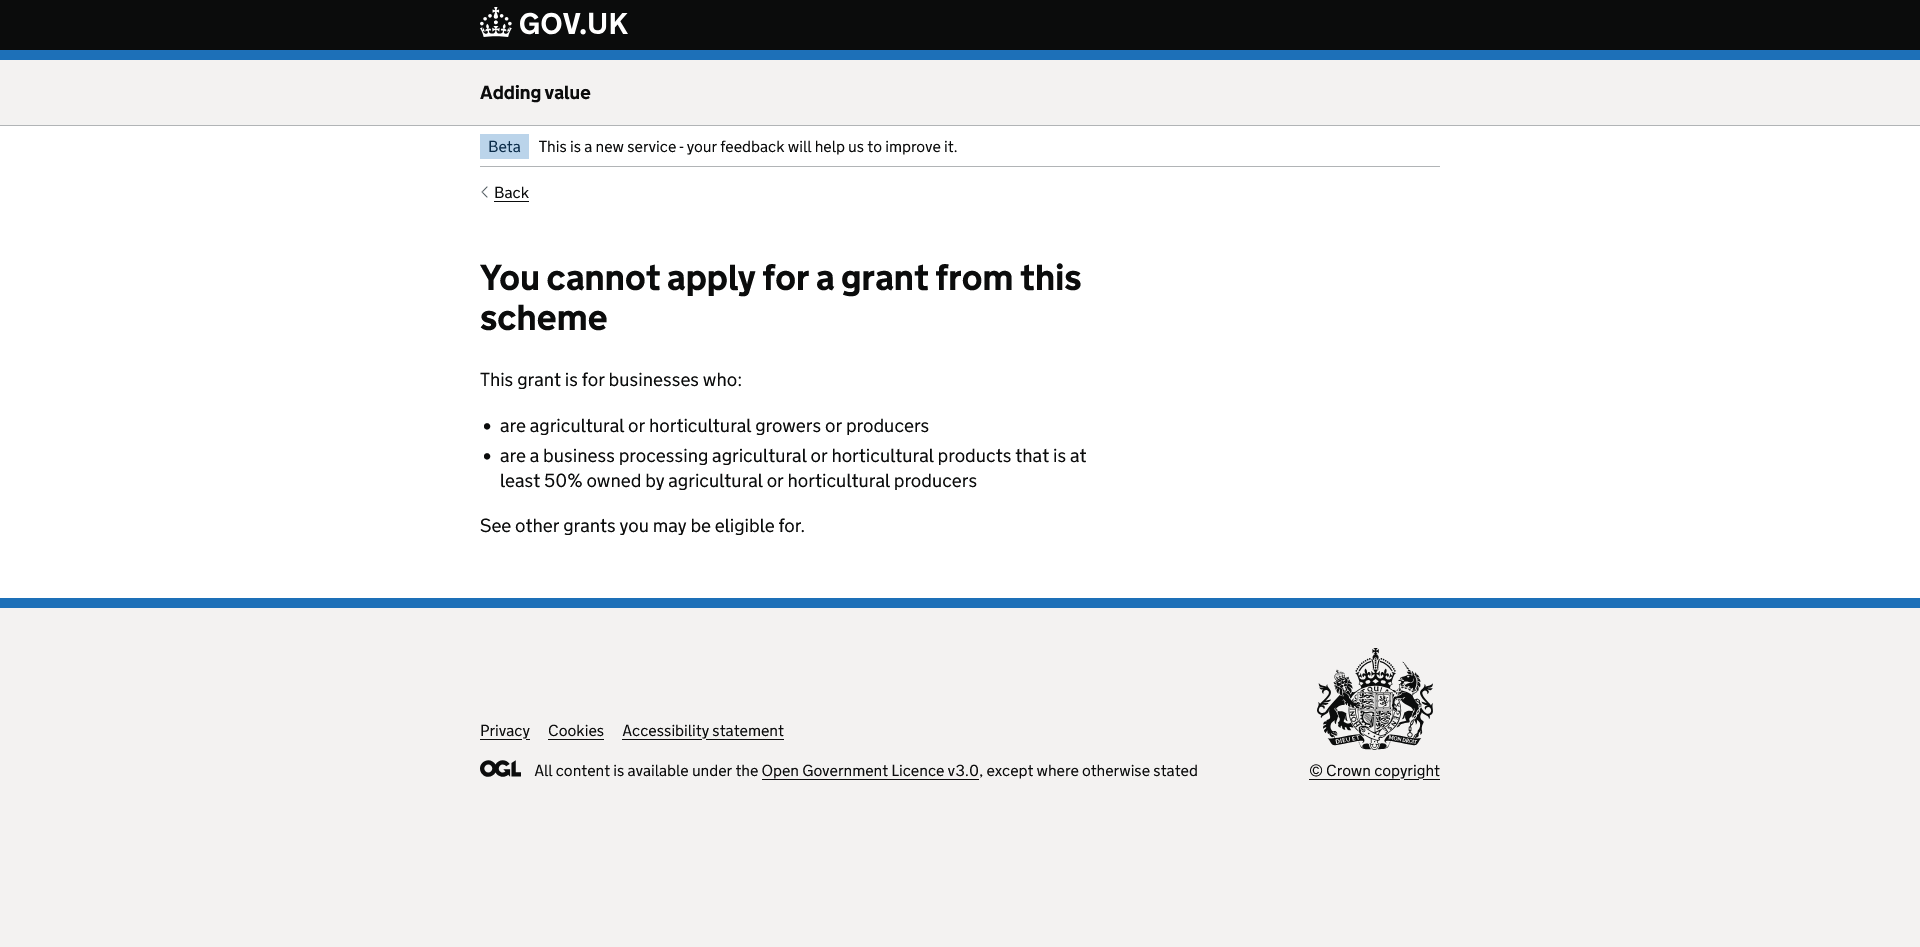 GOV.UK
Adding value
Beta This is a new service - your feedback will help us to improve it.
Back
You cannot apply for a grant from this
scheme
This grant is for businesses who:
• are agricultural or horticultural growers or producers
• are a business processing agricultural or horticultural products that is at
least 50% owned by agricultural or horticultural producers
See other grants you may be eligible for.
Privacy Cookies Accessibility statement
OGL All content is available under the Open Government Licence v3.0, except where otherwise stated
© Crown copyright